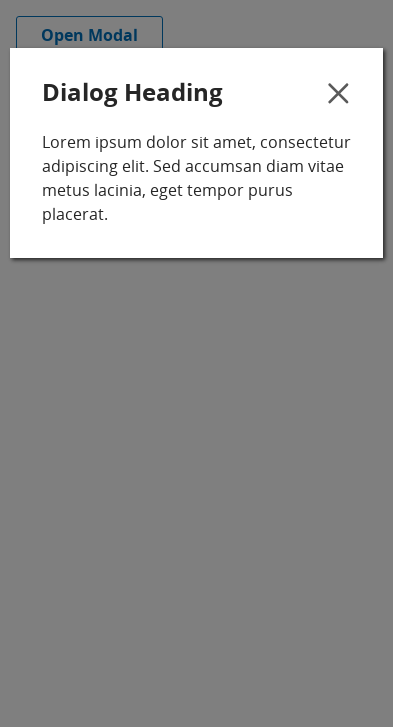 Open Modal
Dialog Heading
Lorem ipsum dolor sit amet, consectetur
adipiscing elit. Sed accumsan diam vitae
metus lacinia, eget tempor purus
placerat.